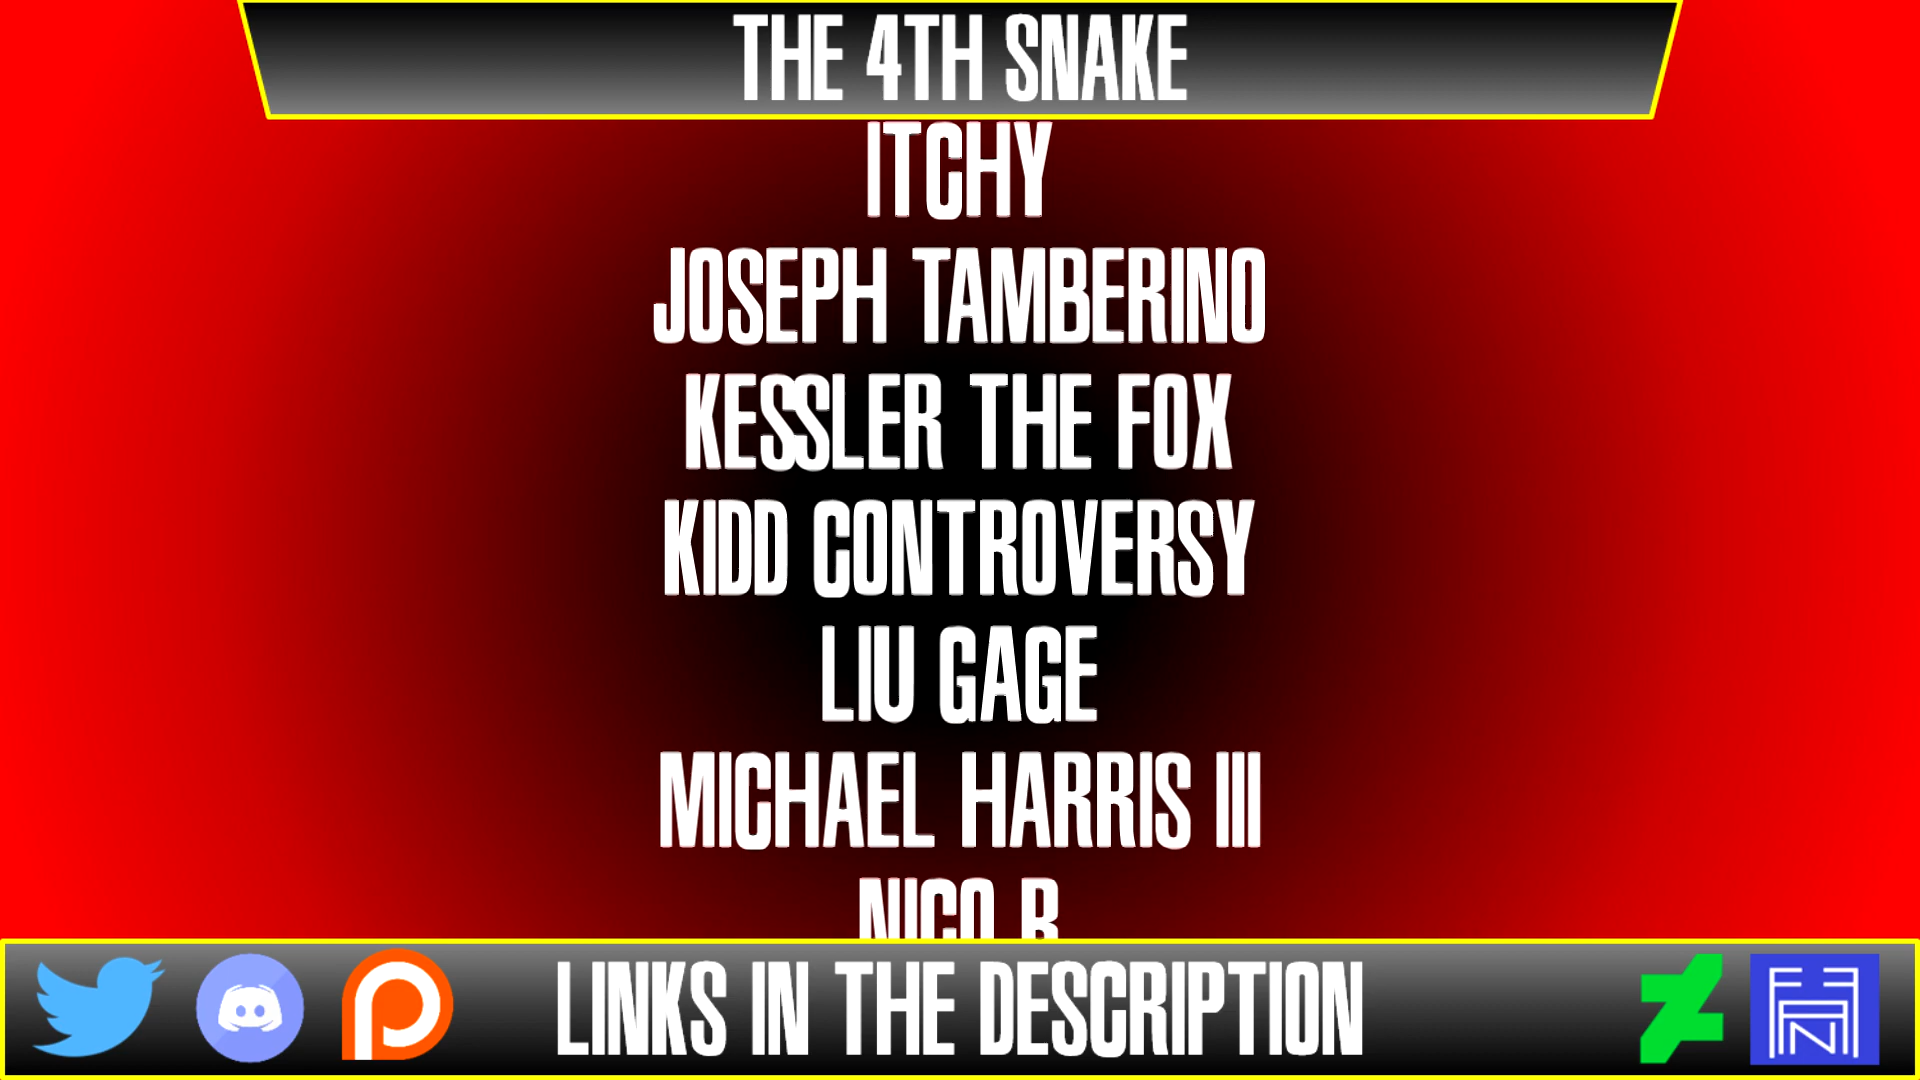 THE 4TH SNAKE
ITCHY
JOSEPH TAMBERINO
KESSLER THE FOX
KIDD CONTROVERSY
LIU GAGE
MICHAEL HARRIS III
NICO
LINKS IN THE DESCRIPTION